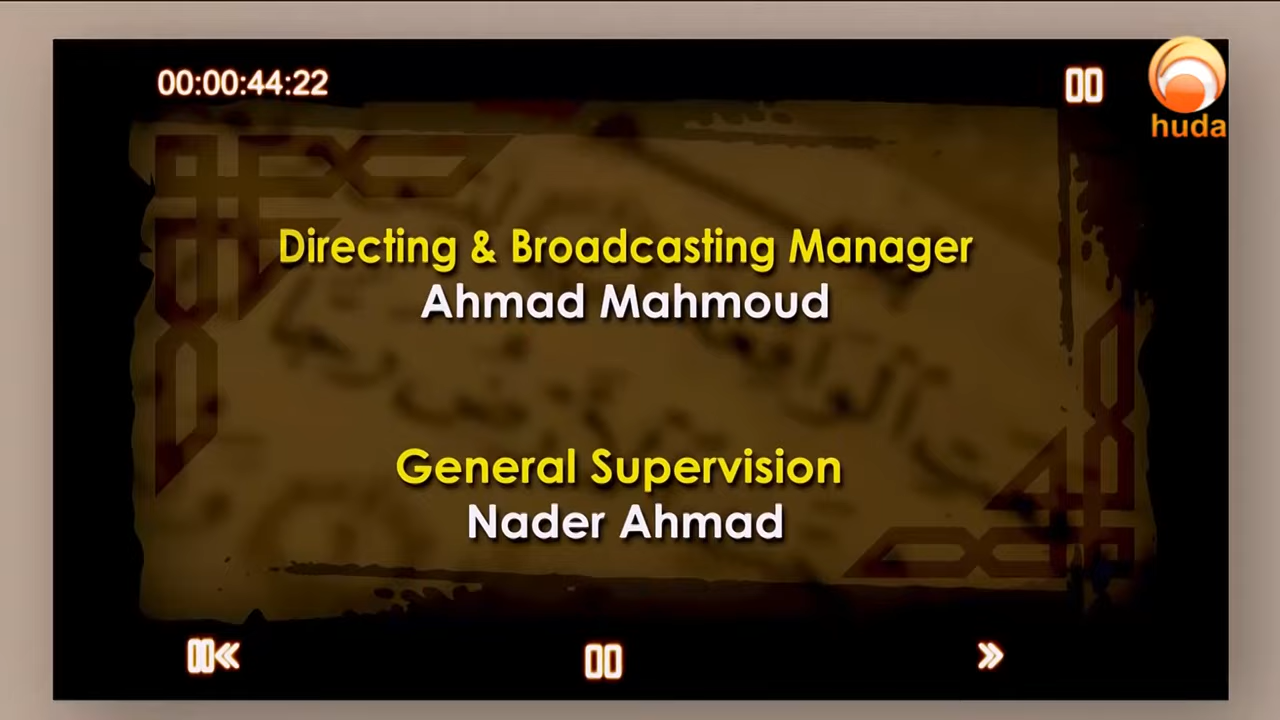 00:00:44:22
huda
Directing & Broadcasting Manager
Ahmad Mahmoud
General Supervision
Nader Ahmad